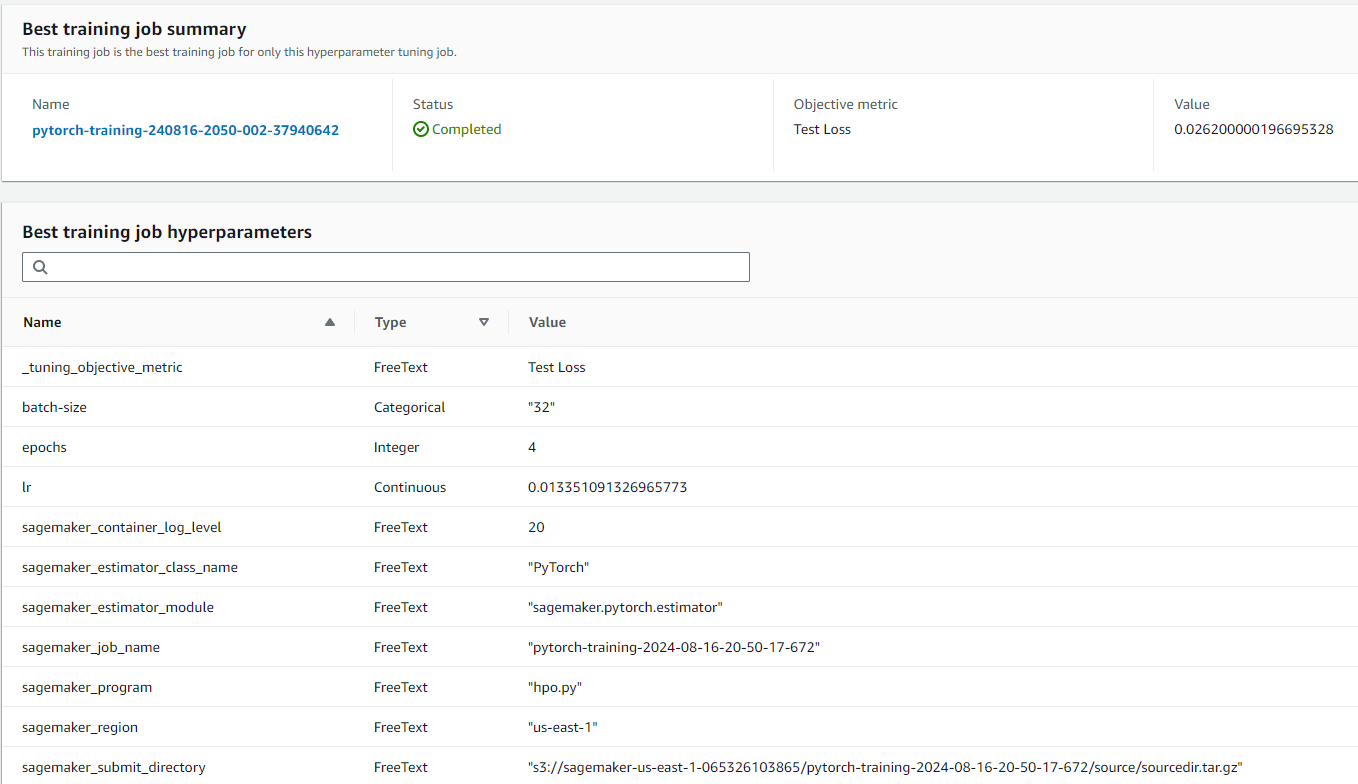 Best training job summary
This training job is the best training job for only this hyperparameter tuning job.
Name Status Objective metric Value
pytorch-training-240816-2050-002-37940642 Completed Test Loss 0.026200000196695328
Best training job hyperparameters
Name Type Value
_tuning_objective_metric FreeText Test Loss
batch-size Categorical "32"
epochs Integer 4
lr Continuous 0.013351091326965773
sagemaker_container_log_level FreeText 20
sagemaker_estimator_class_name FreeText "PyTorch"
sagemaker_estimator_module FreeText "sagemaker.pytorch.estimator"
sagemaker_job_name FreeText "pytorch-training-2024-08-16-20-50-17-672"
sagemaker_program FreeText "hpo.py"
sagemaker_region FreeText "us-east-1"
sagemaker_submit_directory FreeText "s3://sagemaker-us-east-1-065326103865/pytorch-training-2024-08-16-20-50-17-672/source/sourcedir.tar.gz"